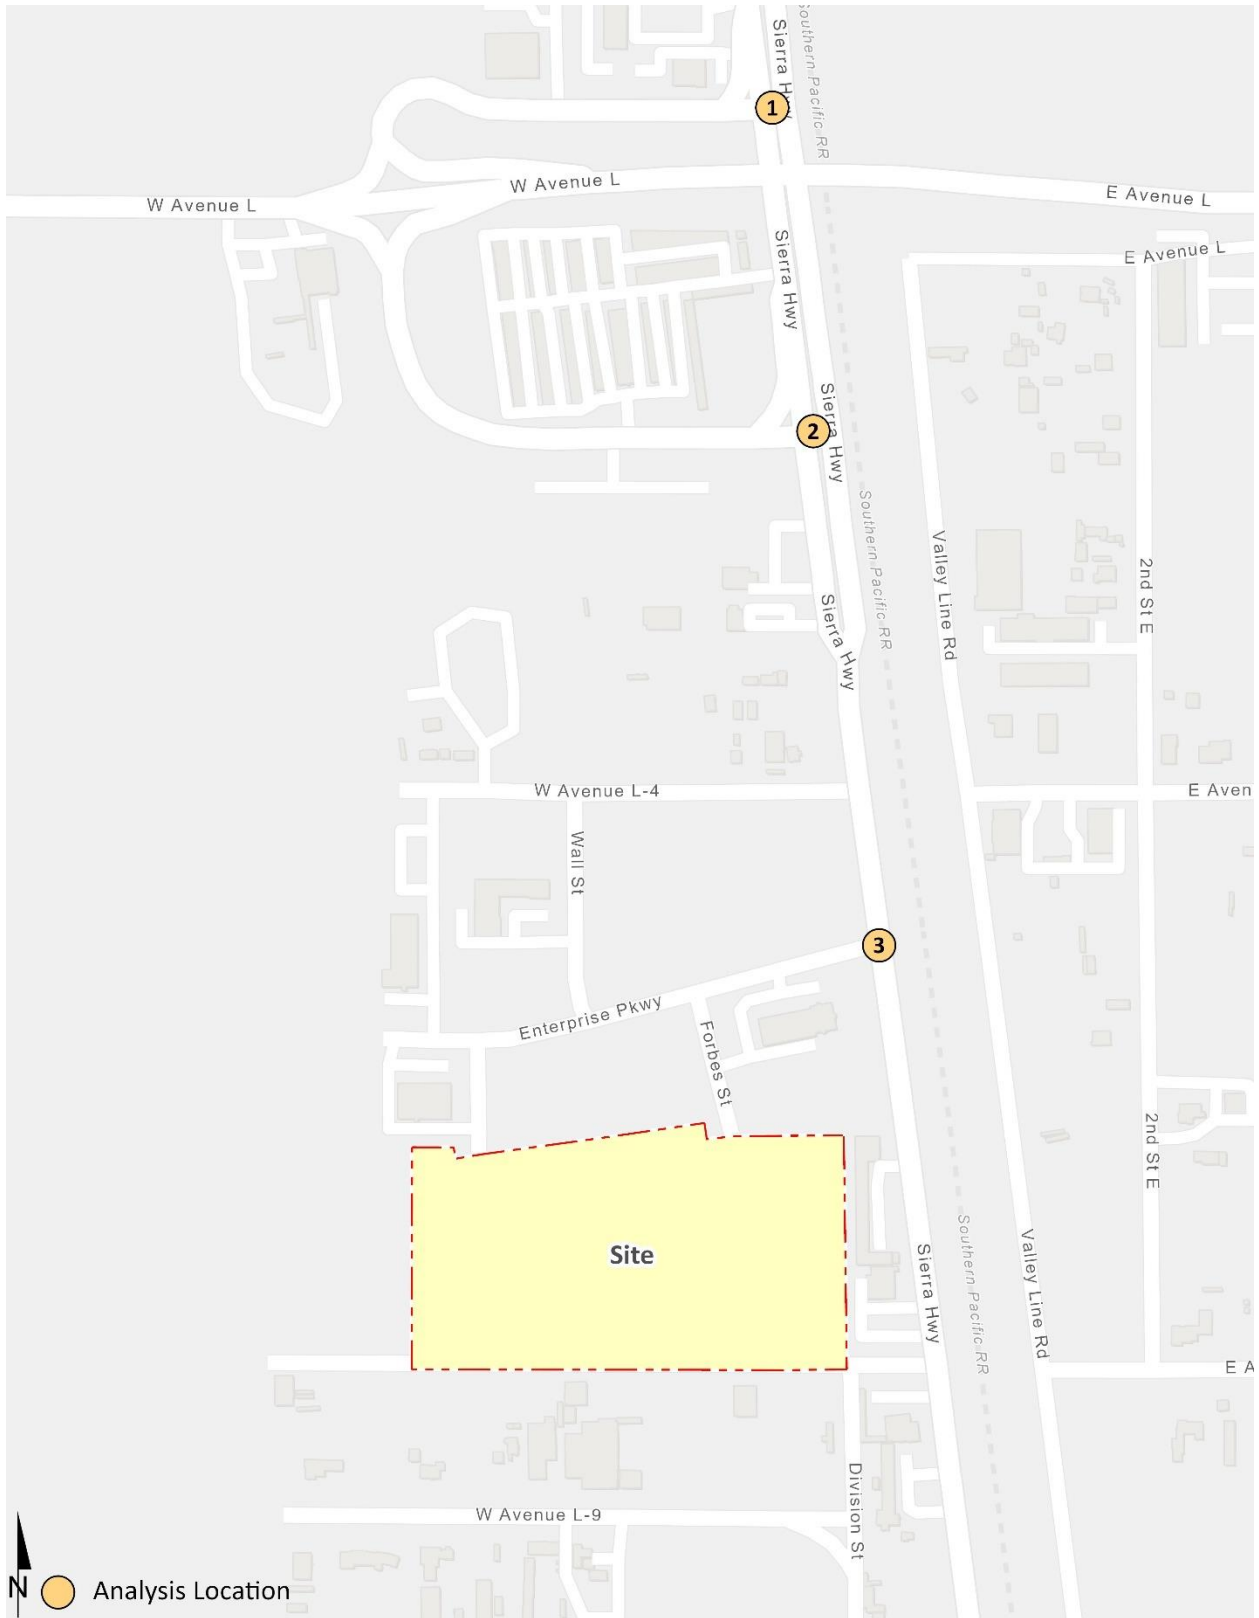 Sierra Hwy
Southern Pacific RR
1
W Avenue L
W Avenue L
E Avenue L
E Avenue L
Sierra Hwy
Sierra Hwy
2
Southern Pacific RR
Valley Line Rd
2nd St E
Sierra Hwy
W Avenue L-4
E Aven
Wall St
3
Enterprise Pkwy
Forbes St
2nd St E
Site
Sierra Hwy
Southern Pacific RR
Valley Line Rd
E A
Division St
W Avenue L-9
N
Analysis Location